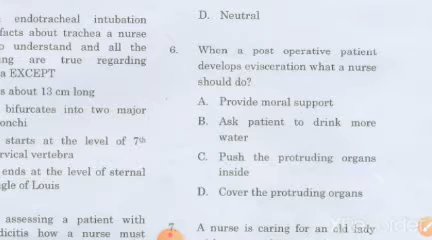 endotracheal intubation
facts about trachea a nurse
understand and all the
are true regarding
a EXCEPT
s about 13 cm long
bifurcates into two major
onchi
starts at the level of 7th
rvical vertebra
ends at the level of sternal
gle of Louis
assessing a patient with
dicitis how a nurse must
D. Neutral
6. When a post operative patient
develops evisceration what a nurse
should do?
A. Provide moral support
B. Ask patient to drink more
water
C. Push the protruding organs
inside
D. Cover the protruding organs
7. A nurse is caring for an old lady